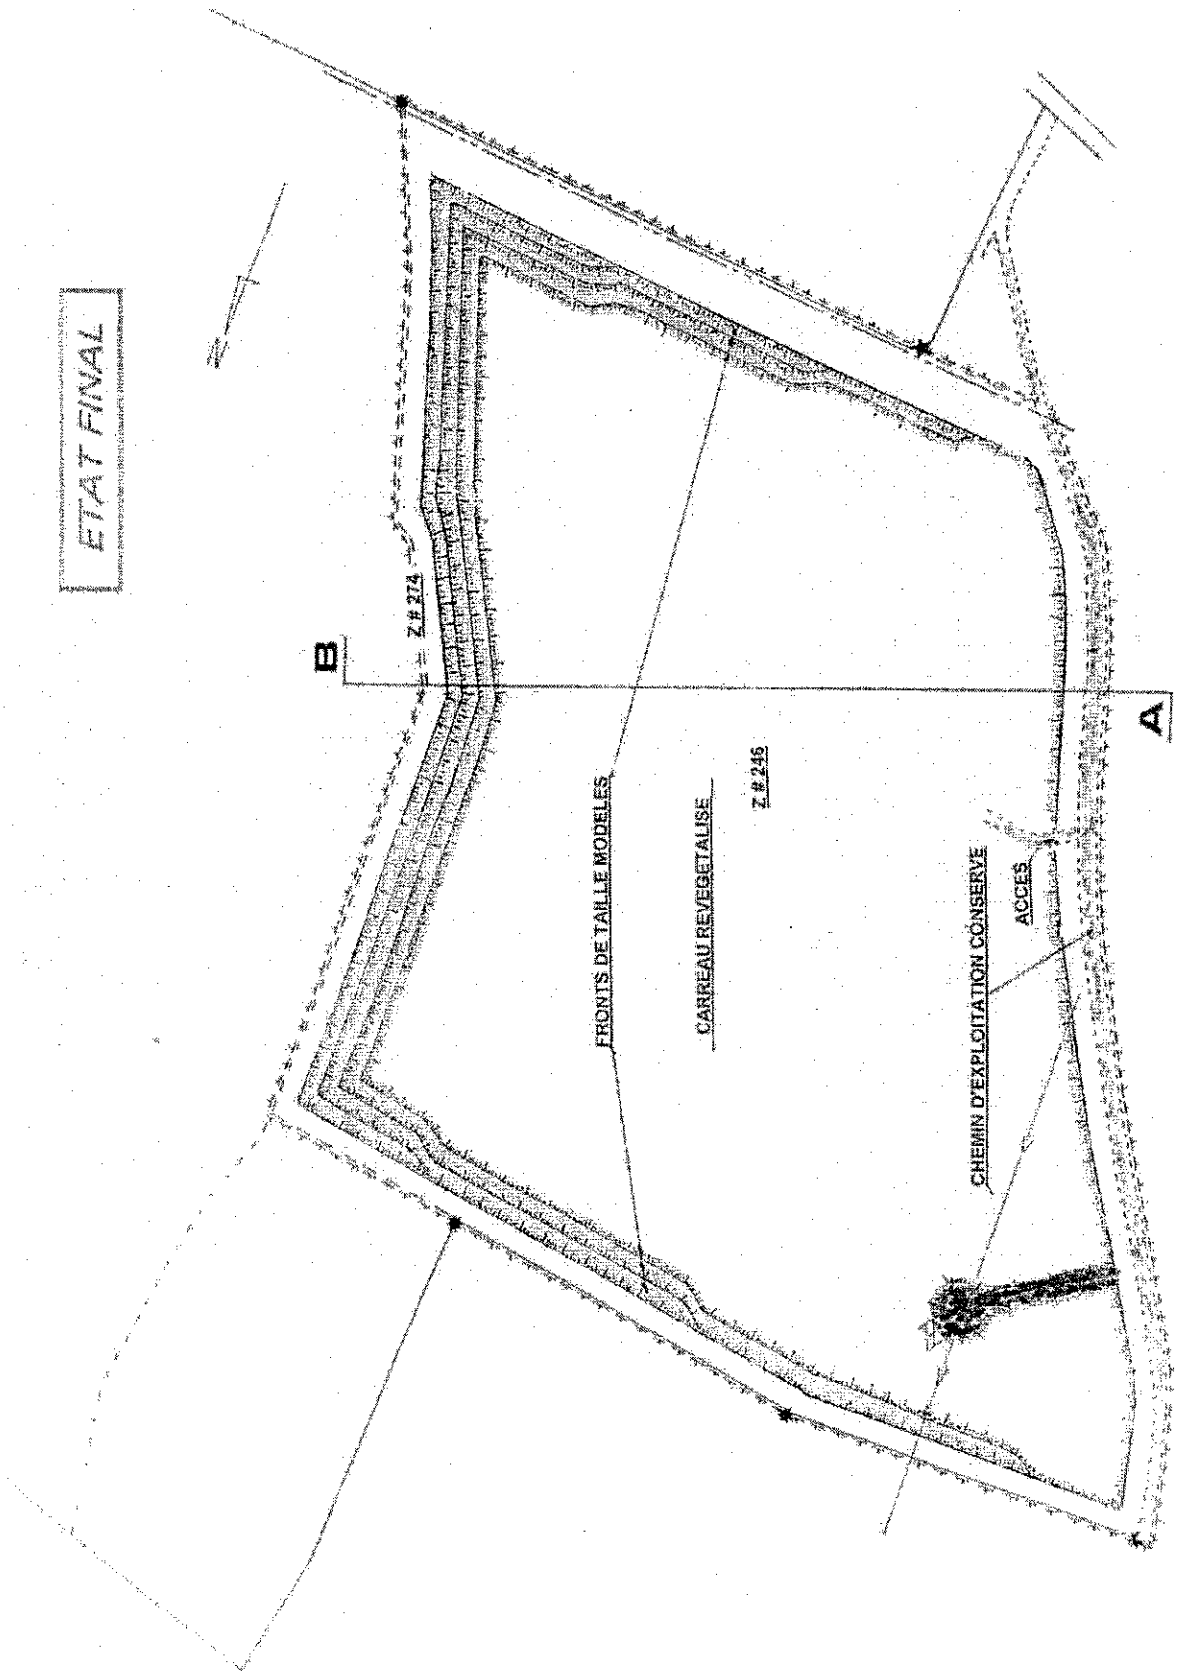 ETAT FINAL
B
Z # 274
FRONTS DE TAILLE MODELES
CARREAU REVEGETALISE
Z # 246
CHEMIN D'EXPLOITATION CONSERVE
ACCES
A